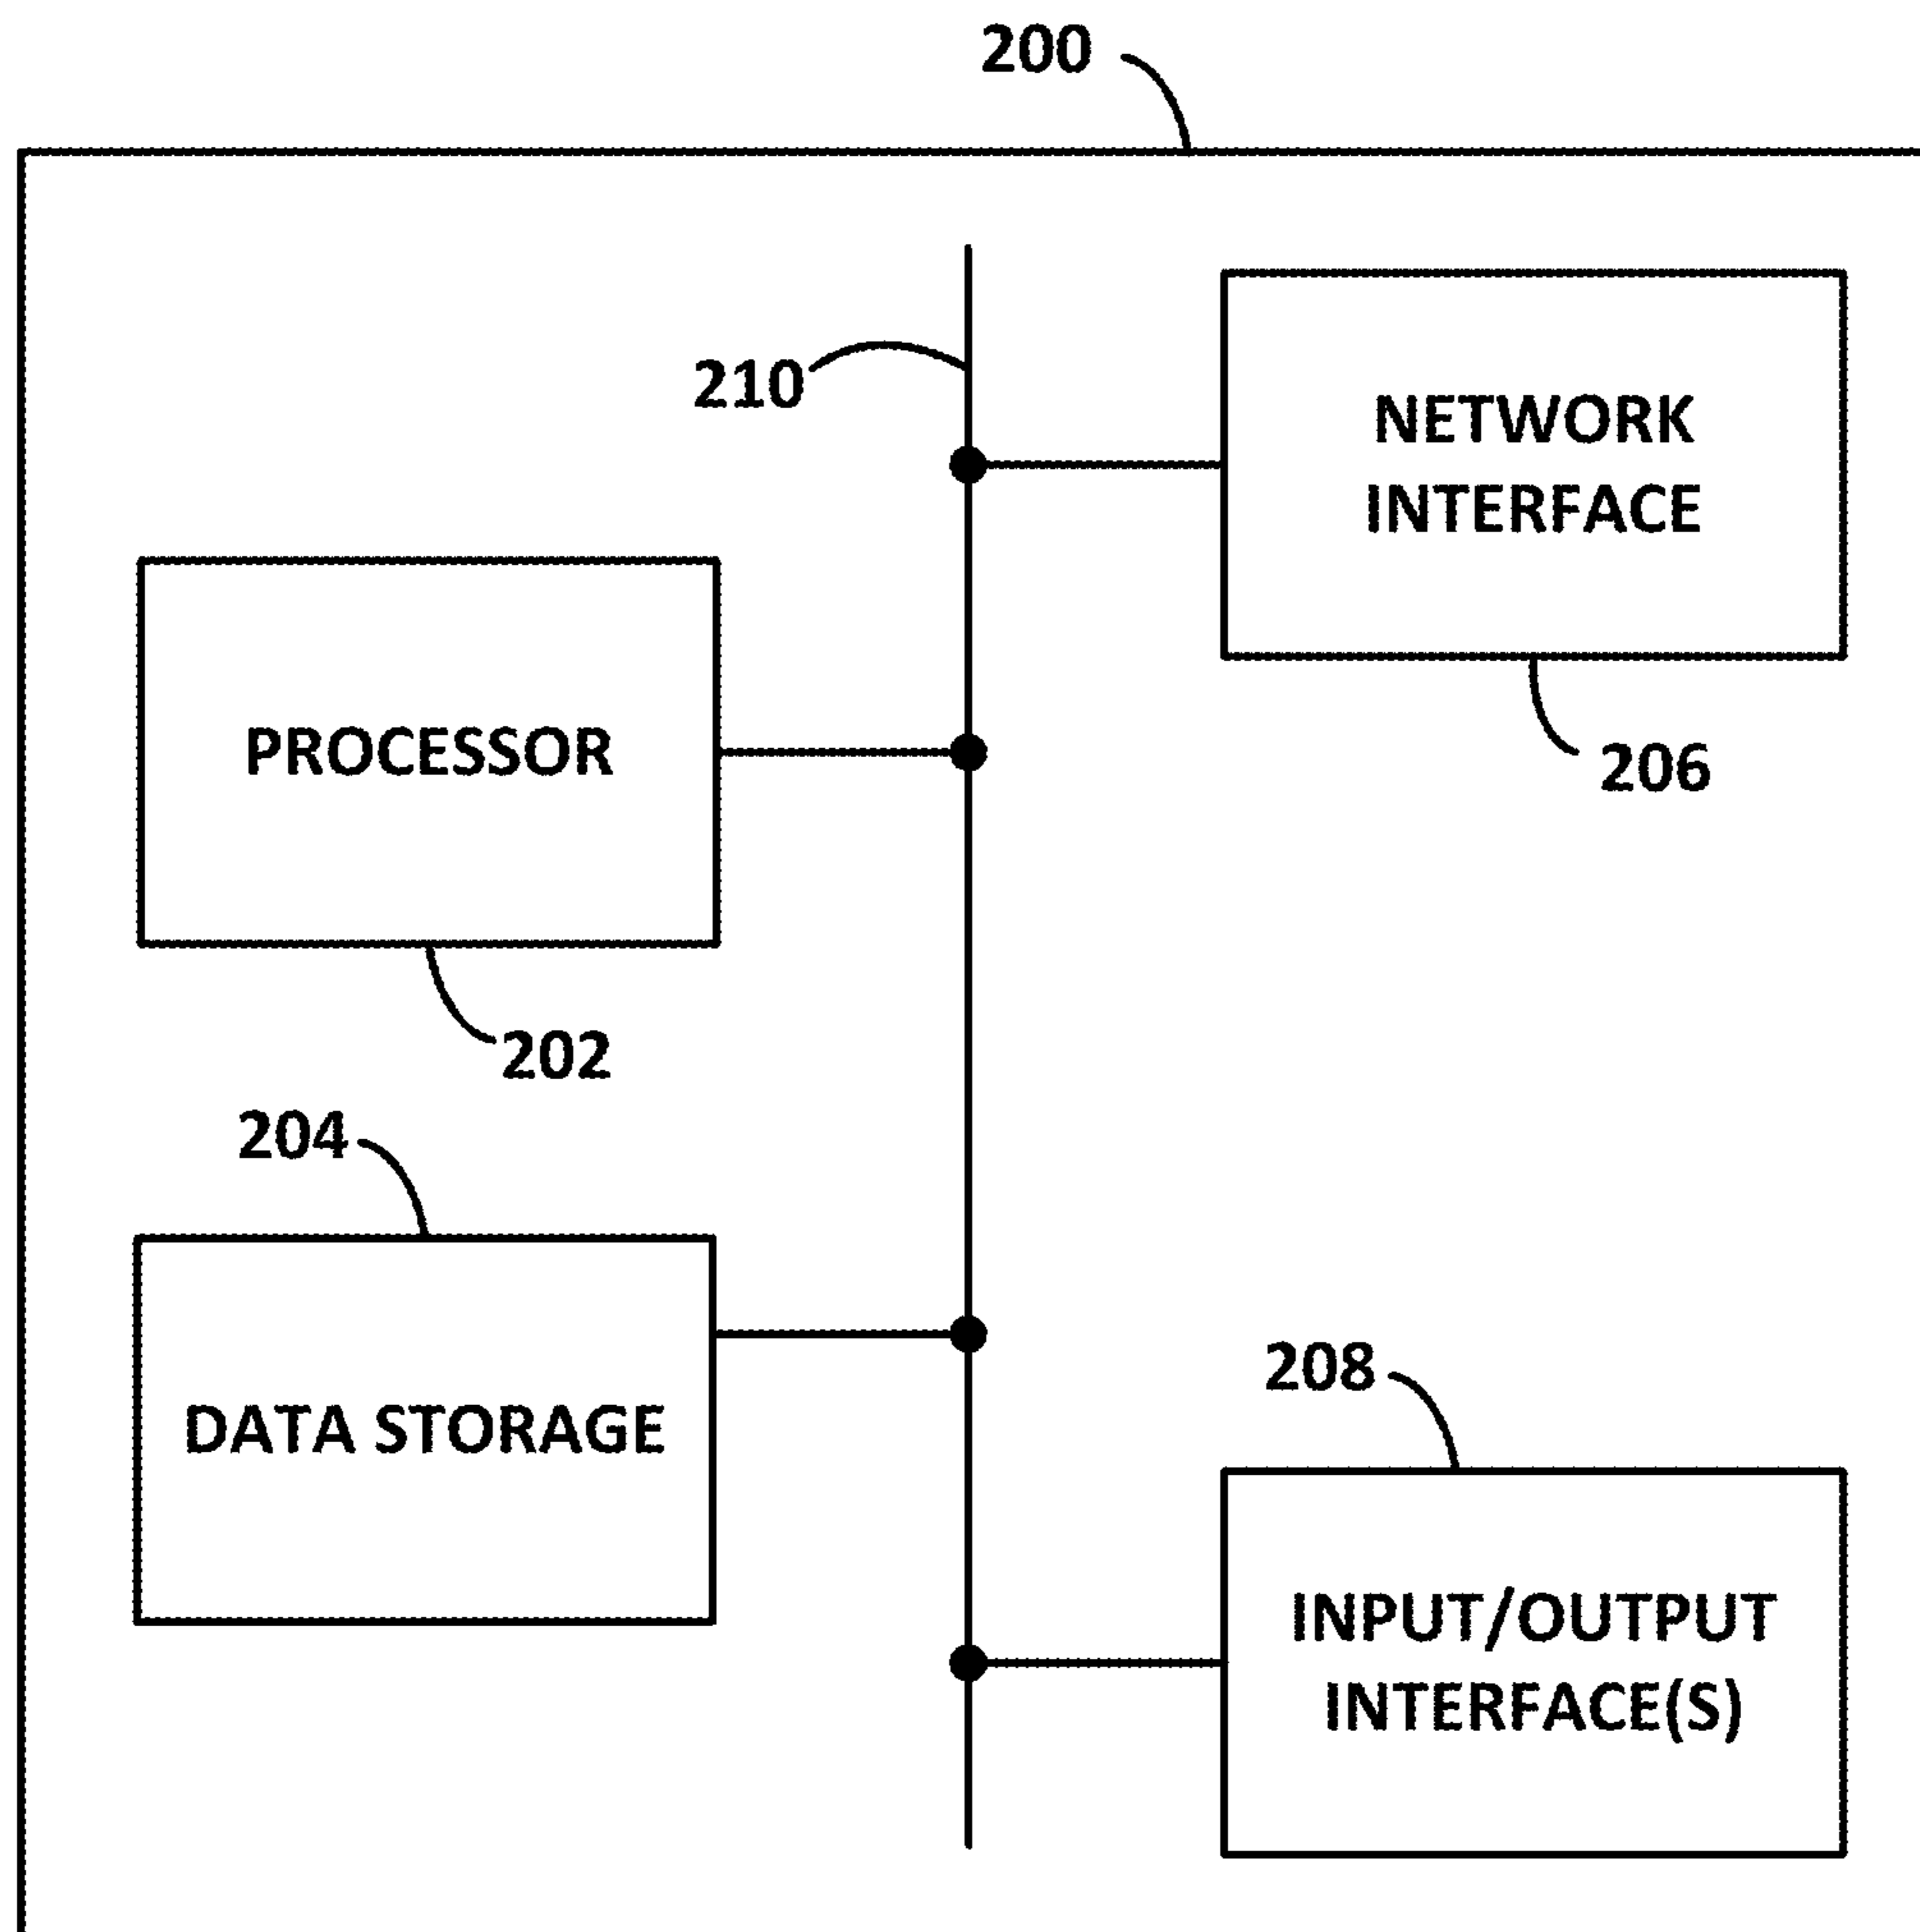 200
210
NETWORK
INTERFACE
206
PROCESSOR
202
204
DATA STORAGE
208
INPUT/OUTPUT
INTERFACE(S)